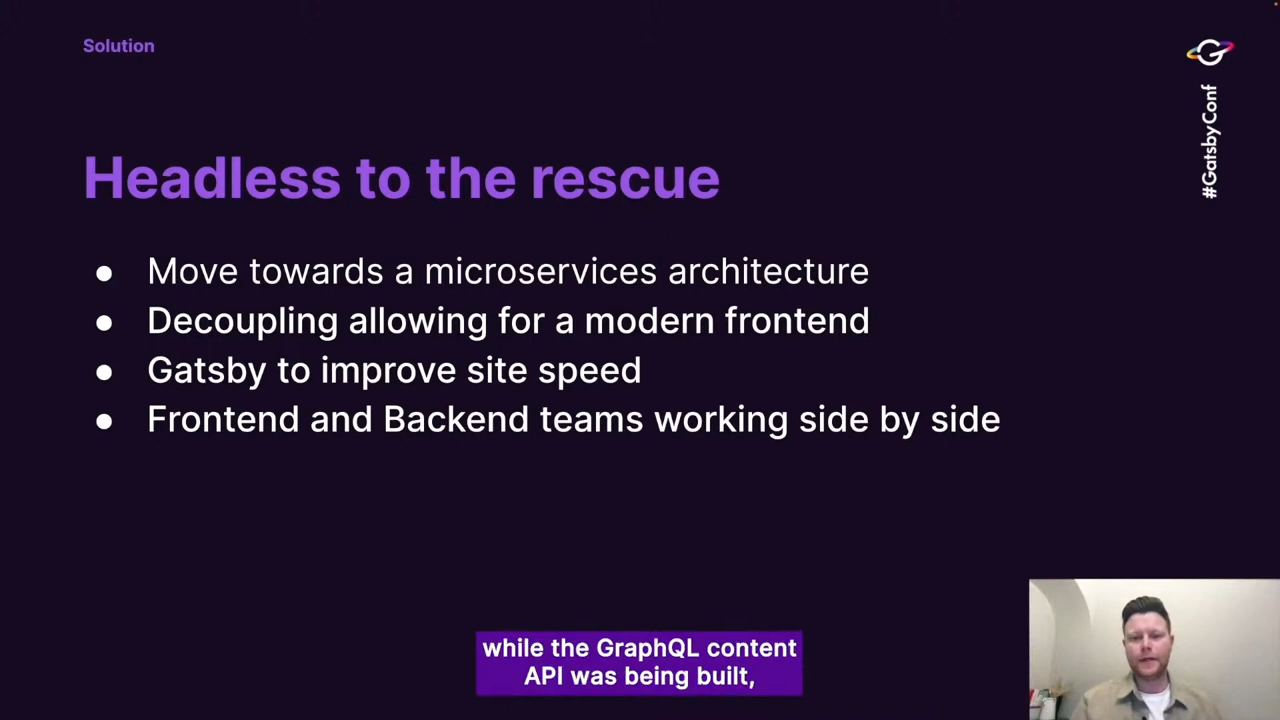 Solution
#GatsbyConf
Headless to the rescue
● Move towards a microservices architecture
● Decoupling allowing for a modern frontend
● Gatsby to improve site speed
● Frontend and Backend teams working side by side
while the GraphQL content
API was being built,